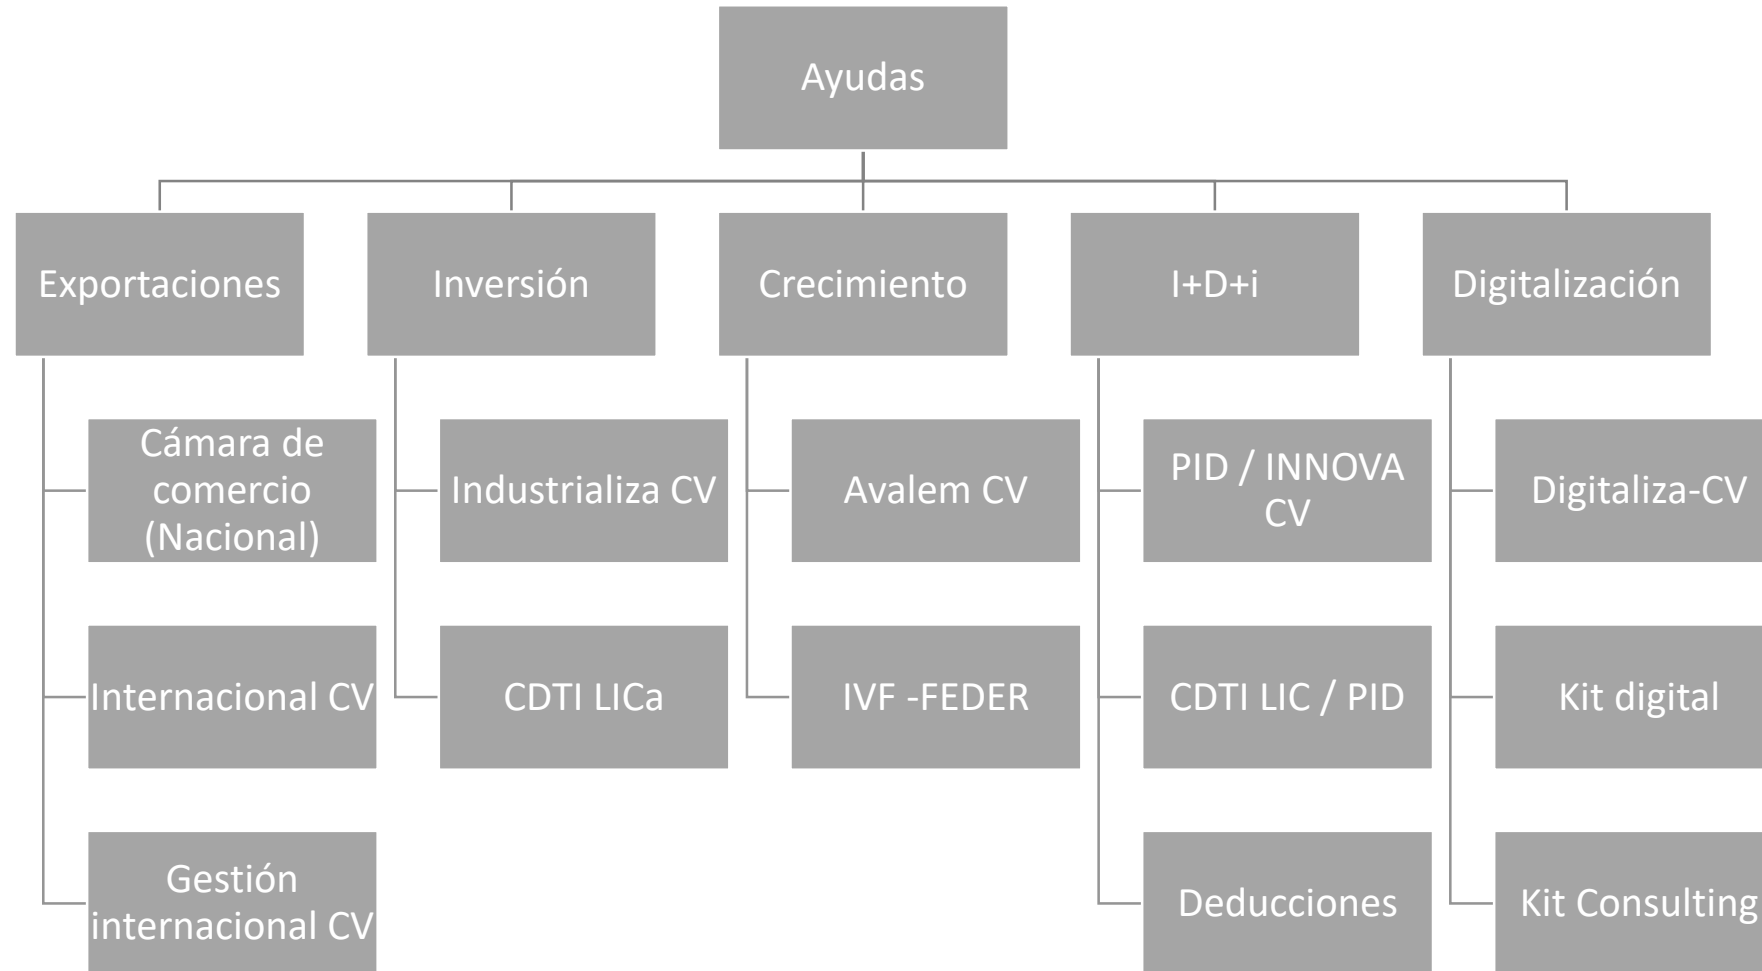 Ayudas
Exportaciones
Inversión
Crecimiento
I+D+i
Digitalización
Cámara de
comercio
(Nacional)
Industrializa CV
Avalem CV
PID / INNOVA
CV
Digitaliza-CV
Internacional CV
CDTI LICa
IVF -FEDER
CDTI LIC / PID
Kit digital
Gestión
internacional CV
Deducciones
Kit Consulting